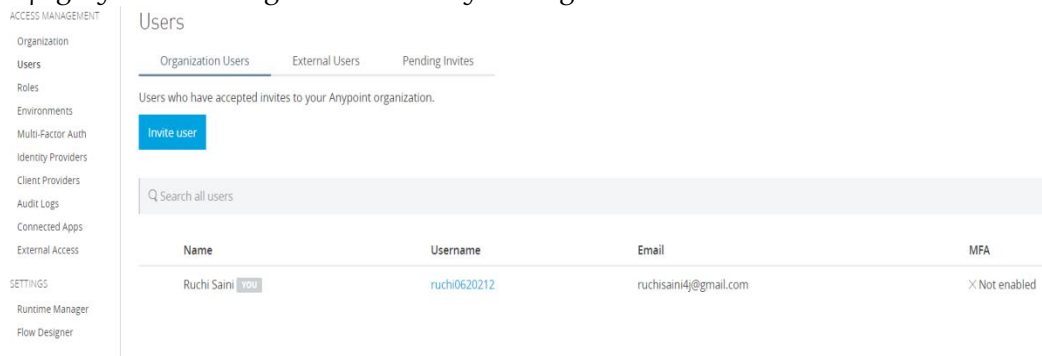 ACCESS MANAGEMENT
Organization
Users
Roles
Environments
Multi-Factor Auth
Identity Providers
Client Providers
Audit Logs
Connected Apps
External Access
SETTINGS
Runtime Manager
Flow Designer
Users
Organization Users External Users Pending Invites
Users who have accepted invites to your Anypoint organization.
Invite user
Search all users
Name Username Email MFA
Ruchi Saini YOU ruchi0620212 ruchisaini4j@gmail.com × Not enabled